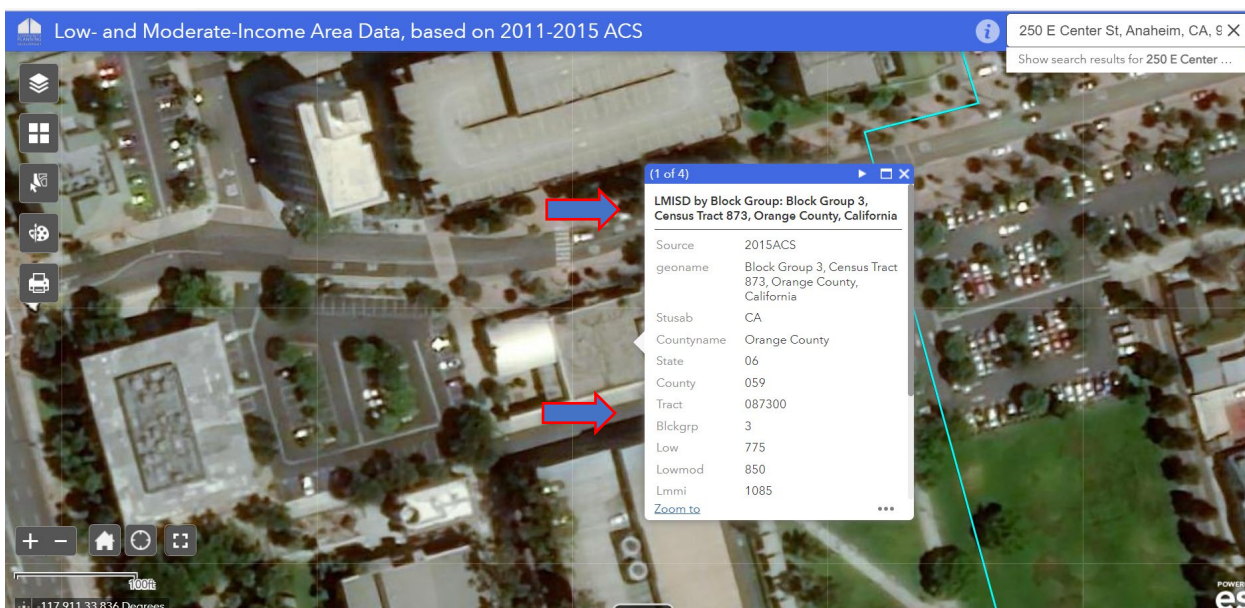 Low- and Moderate-Income Area Data, based on 2011-2015 ACS
250 E Center St, Anaheim, CA, 9
Show search results for 250 E Center ...
(1 of 4)
LMISD by Block Group: Block Group 3,
Census Tract 873, Orange County, California
Source 2015ACS
geoname Block Group 3, Census Tract
873, Orange County,
California
Stusab CA
Countyname Orange County
State 06
County 059
Tract 087300
Blckgrp 3
Low 775
Lowmod 850
Lmmi 1085
Zoom to
100ft
-117.911 33.836 Degrees
POWER
es